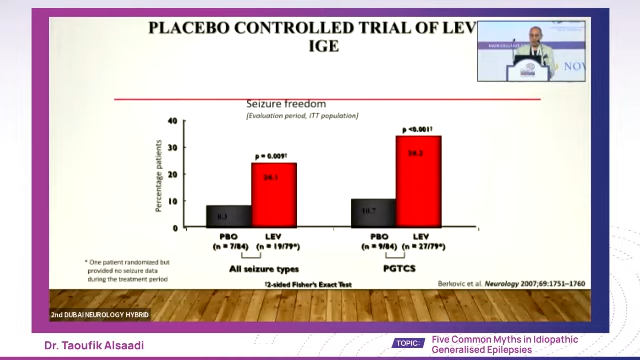 PLACEBO CONTROLLED TRIAL OF LEV
IGE
Seizure freedom
[Evaluation period, ITT population]
Percentage patients
40
30
20
10
0
p = 0.009†
p <0.001†
8.3
10.7
PBO
(n = 7/84)
LEV
(n = 19/79*)
PBO
(n = 9/84)
LEV
(n = 27/79*)
All seizure types
PGTCS
* One patient randomized but
provided no seizure data
during the treatment period
†2-sided Fisher's Exact Test
Berkovic et al. Neurology 2007;69:1751–1760
2nd DUBAI NEUROLOGY HYBRID
Dr. Taoufik Alsaadi
TOPIC:
Five Common Myths in Idiopathic
Generalised Epilepsies